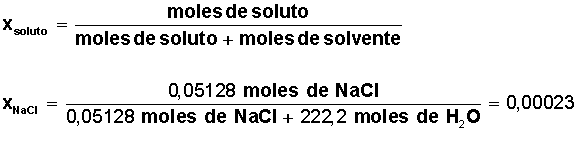 X_soluto = moles de soluto / moles de soluto + moles de solvente
X_NaCl = 0,05128 moles de NaCl / 0,05128 moles de NaCl + 222,2 moles de H₂O = 0,00023